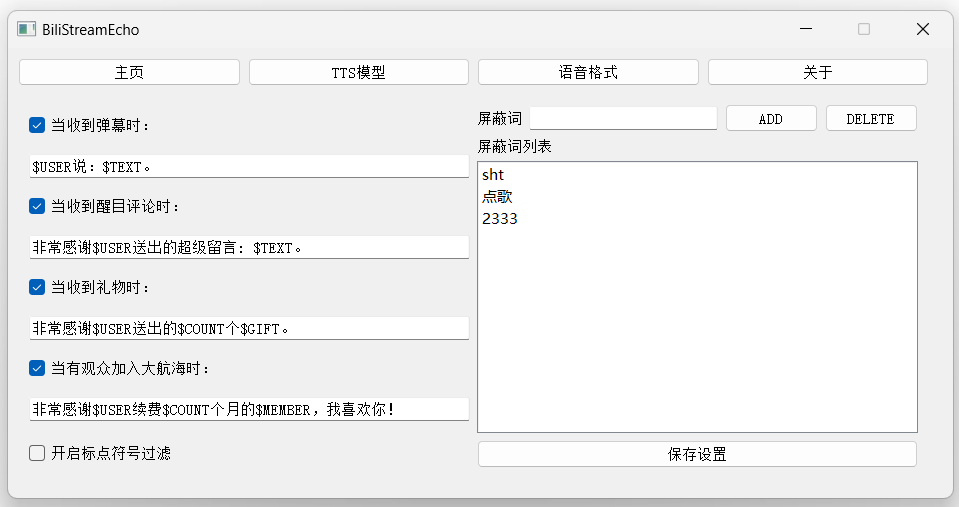 BiliStreamEcho
主页
TTS模型
语音格式
关于
当收到弹幕时：
$USER说：$TEXT。
当收到醒目评论时：
非常感谢$USER送出的超级留言：$TEXT。
当收到礼物时：
非常感谢$USER送出的$COUNT个$GIFT。
当有观众加入大航海时：
非常感谢$USER续费$COUNT个月的$MEMBER，我喜欢你！
开启标点符号过滤
屏蔽词
ADD
DELETE
屏蔽词列表
sht
点歌
2333
保存设置